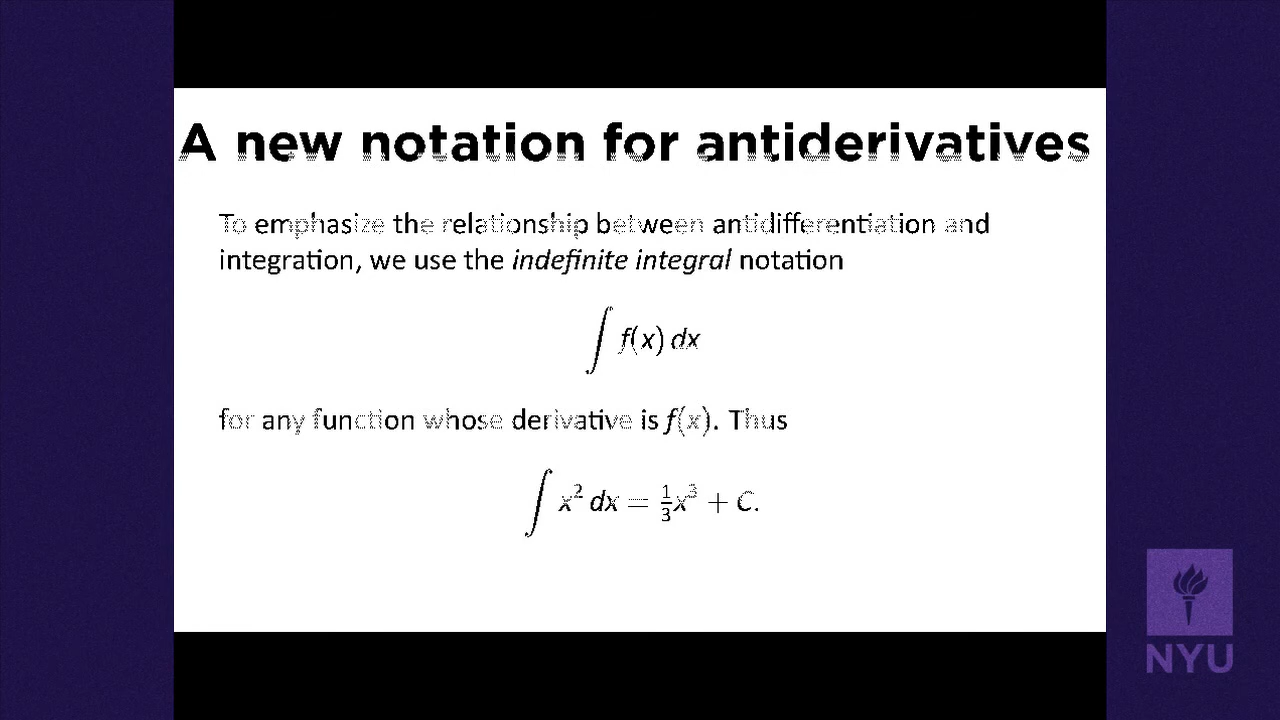 A new notation for antiderivatives
To emphasize the relationship between antidifferentiation and
integration, we use the indefinite integral notation
∫ f(x) dx
for any function whose derivative is f(x). Thus
∫ x² dx = ⅓x³ + C.
NYU